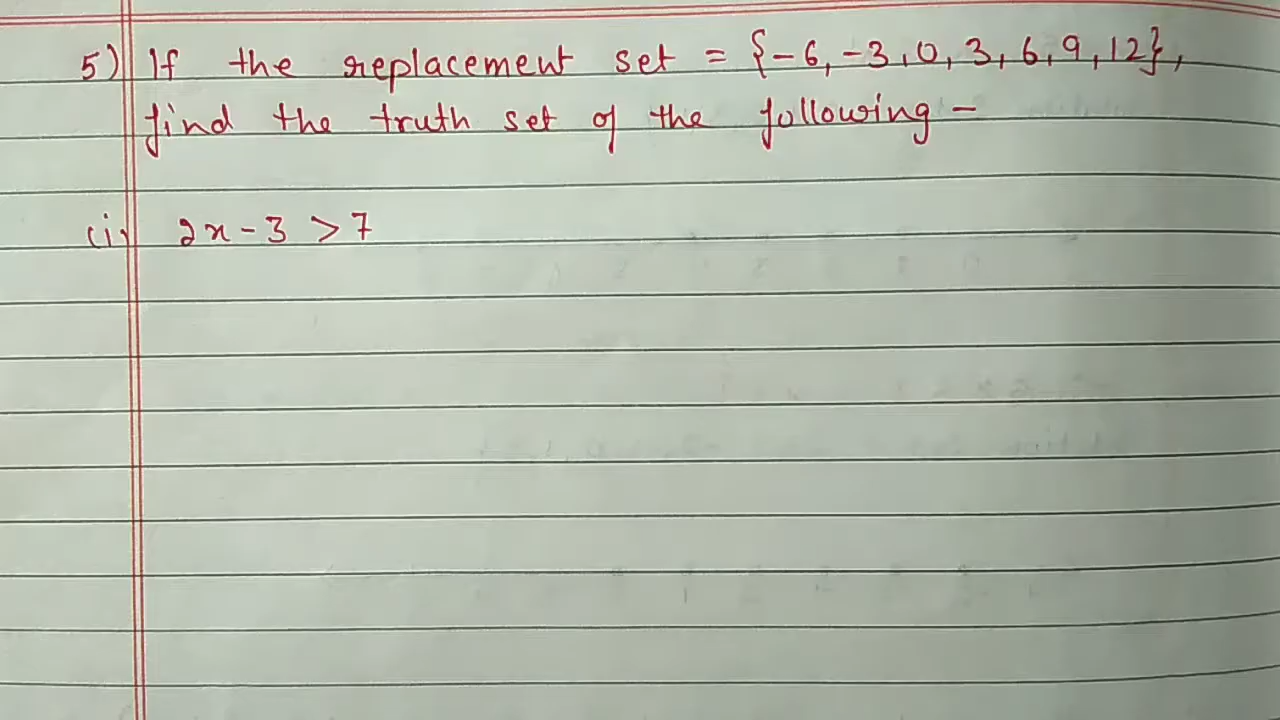 5) If the replacement set = {-6, -3, 0, 3, 6, 9, 12},
find the truth set of the following -
(i) 2x - 3 > 7